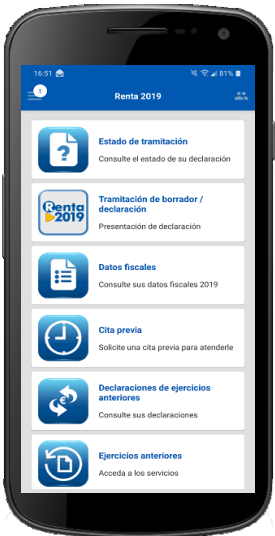 16:51 81%
1
Renta 2019
Estado de tramitación
Consulte el estado de su declaración
Renta
2019
Tramitación de borrador /
declaración
Presentación de declaración
Datos fiscales
Consulte sus datos fiscales 2019
Cita previa
Solicite una cita previa para atenderle
Declaraciones de ejercicios
anteriores
Consulte sus declaraciones
Ejercicios anteriores
Acceda a los servicios